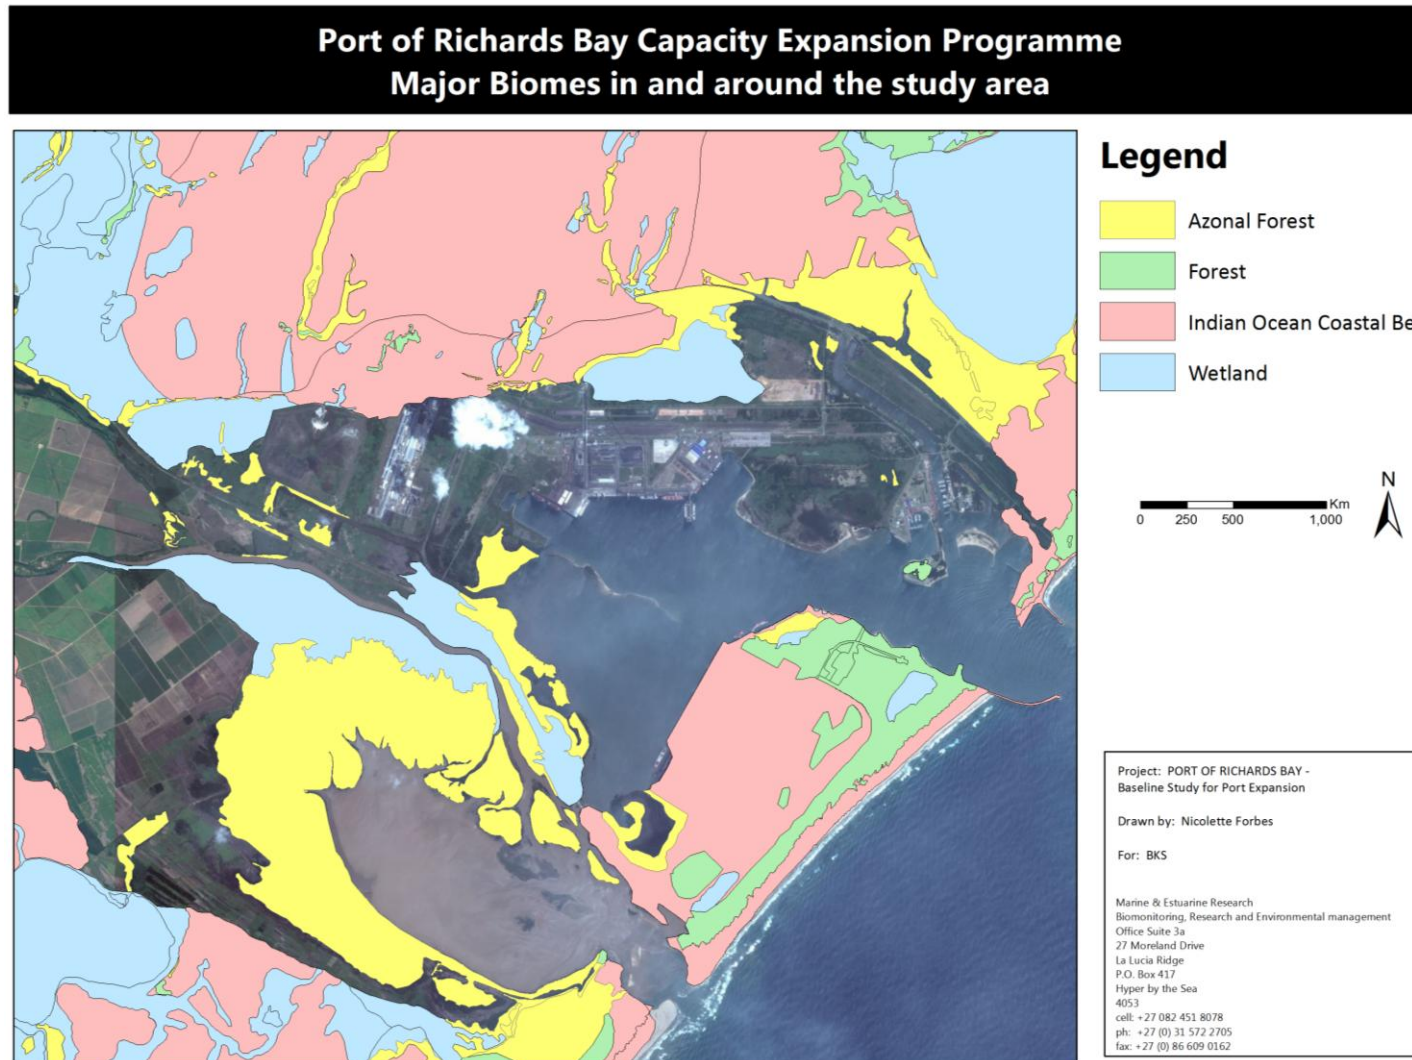 Port of Richards Bay Capacity Expansion Programme
Major Biomes in and around the study area
Legend
Azonal Forest
Forest
Indian Ocean Coastal Be
Wetland
N
Km
0 250 500 1,000
Project: PORT OF RICHARDS BAY -
Baseline Study for Port Expansion
Drawn by: Nicolette Forbes
For: BKS
Marine & Estuarine Research
Biomonitoring, Research and Environmental management
Office Suite 3a
27 Moreland Drive
La Lucia Ridge
P.O. Box 417
Hyper by the Sea
4053
cell: +27 082 451 8078
ph: +27 (0) 31 572 2705
fax: +27 (0) 86 609 0162